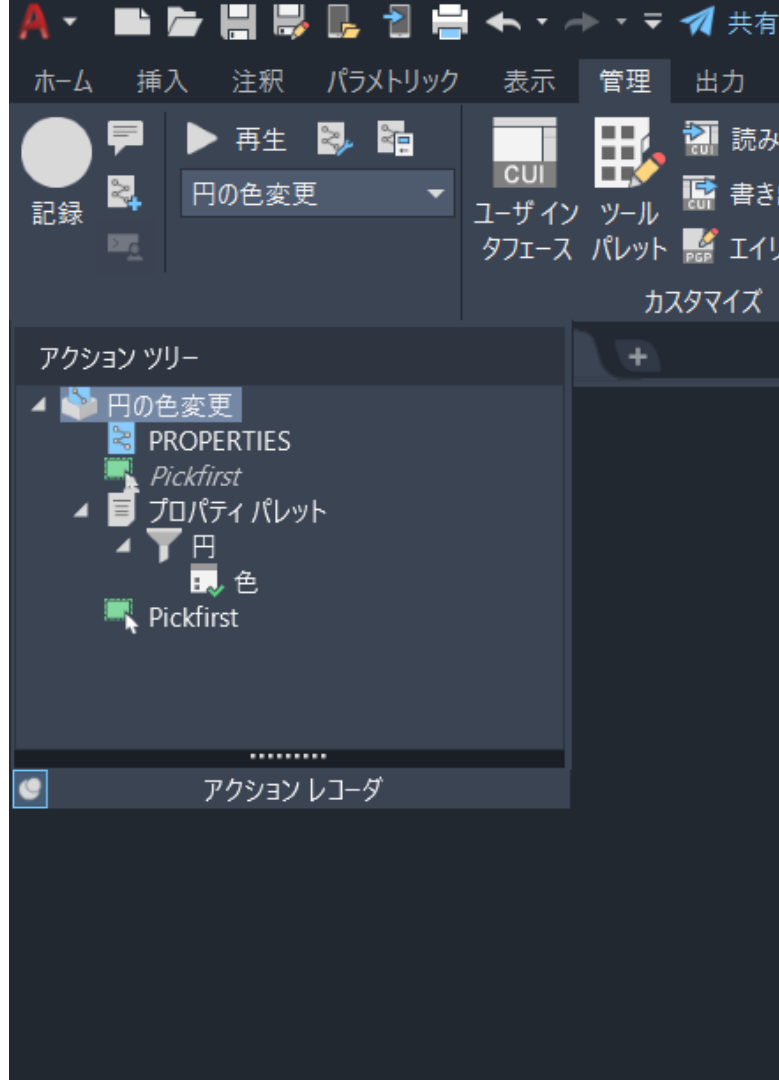 共有
ホーム 挿入 注釈 パラメトリック 表示 管理 出力
再生
円の色変更
記録
CUI
ユーザ イン
タフェース
ツール
パレット
CUI 読み
CUI 書き
PGP エイリ
カスタマイズ
アクション ツリー
円の色変更
PROPERTIES
Pickfirst
プロパティ パレット
円
色
Pickfirst
アクション レコーダ